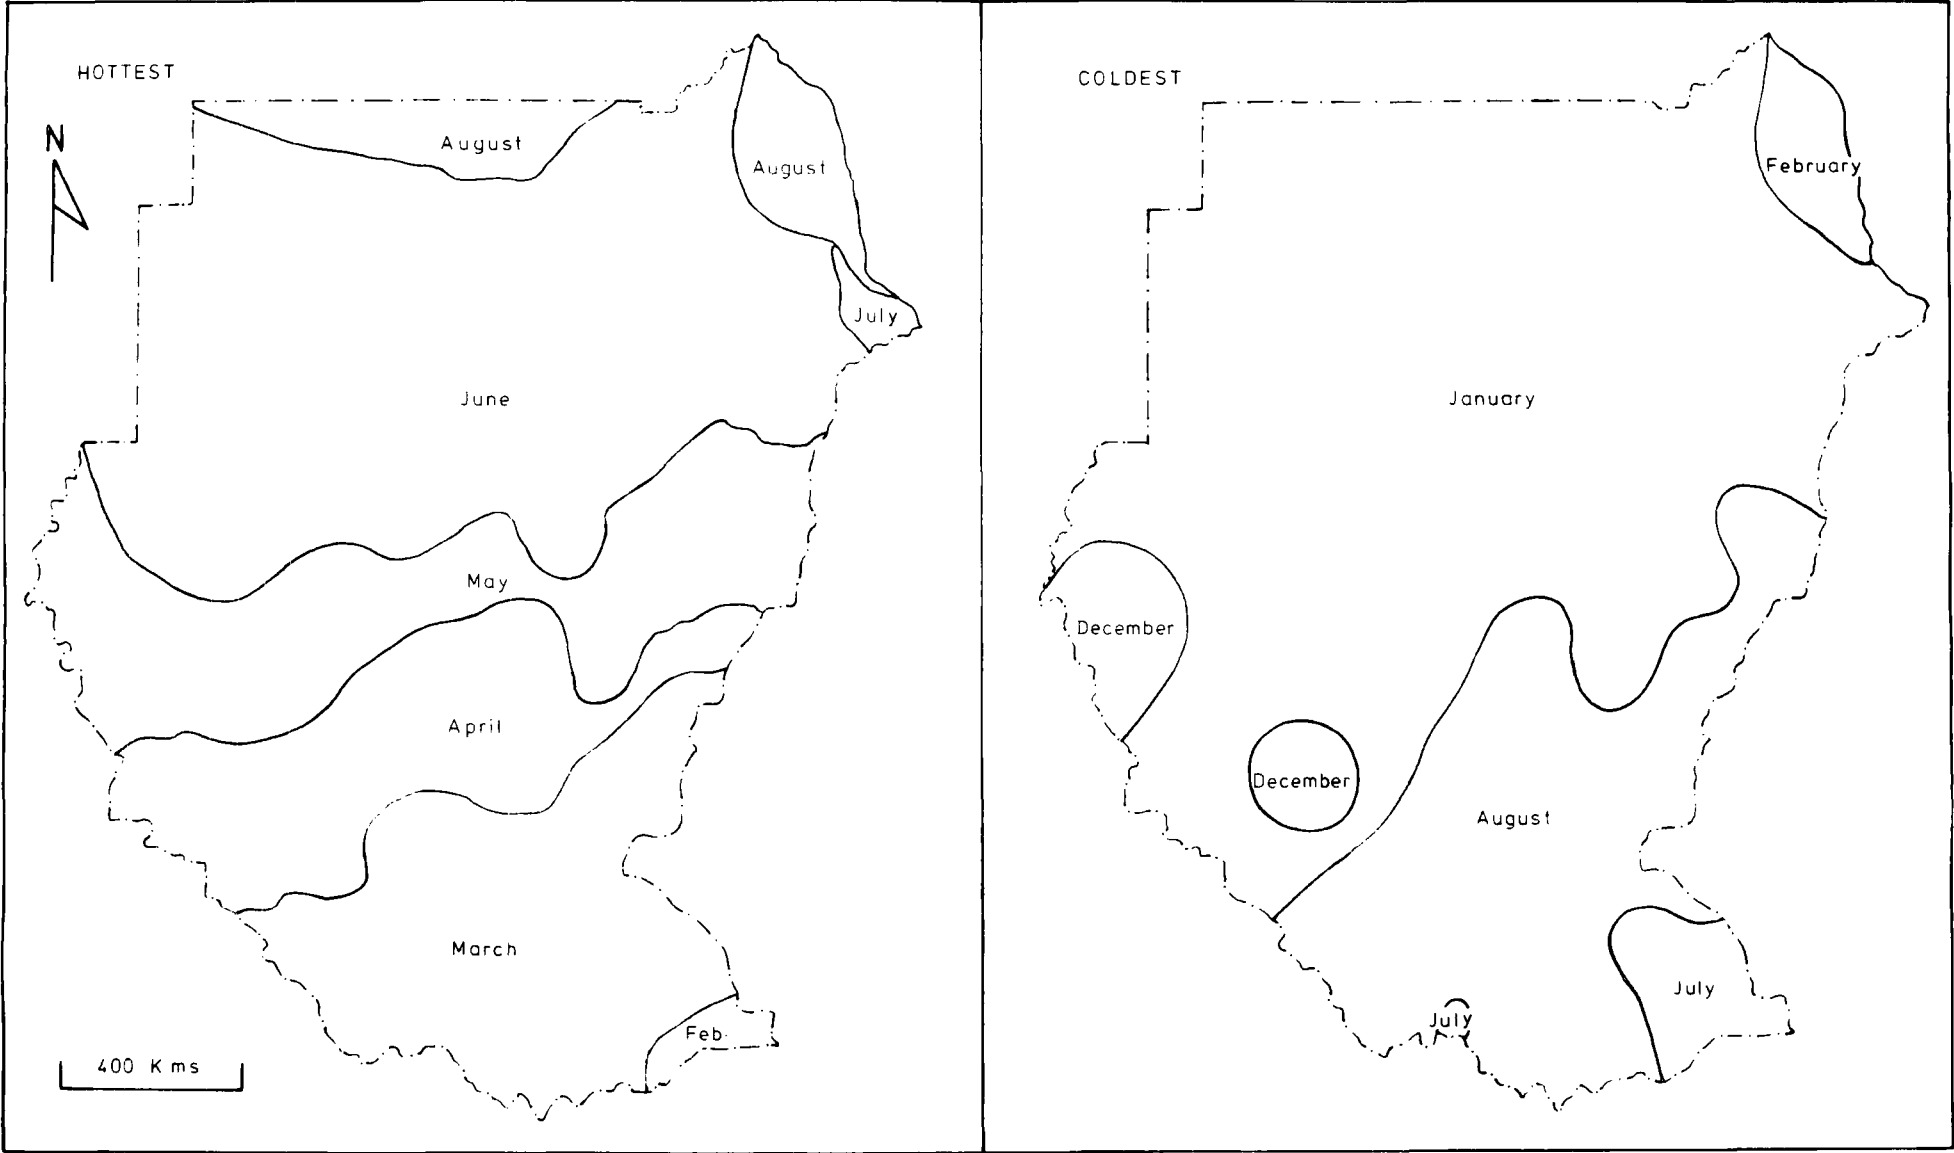 HOTTEST
N
August
August
July
June
May
April
March
Feb.
400 Kms
COLDEST
February
January
December
December
August
July
July